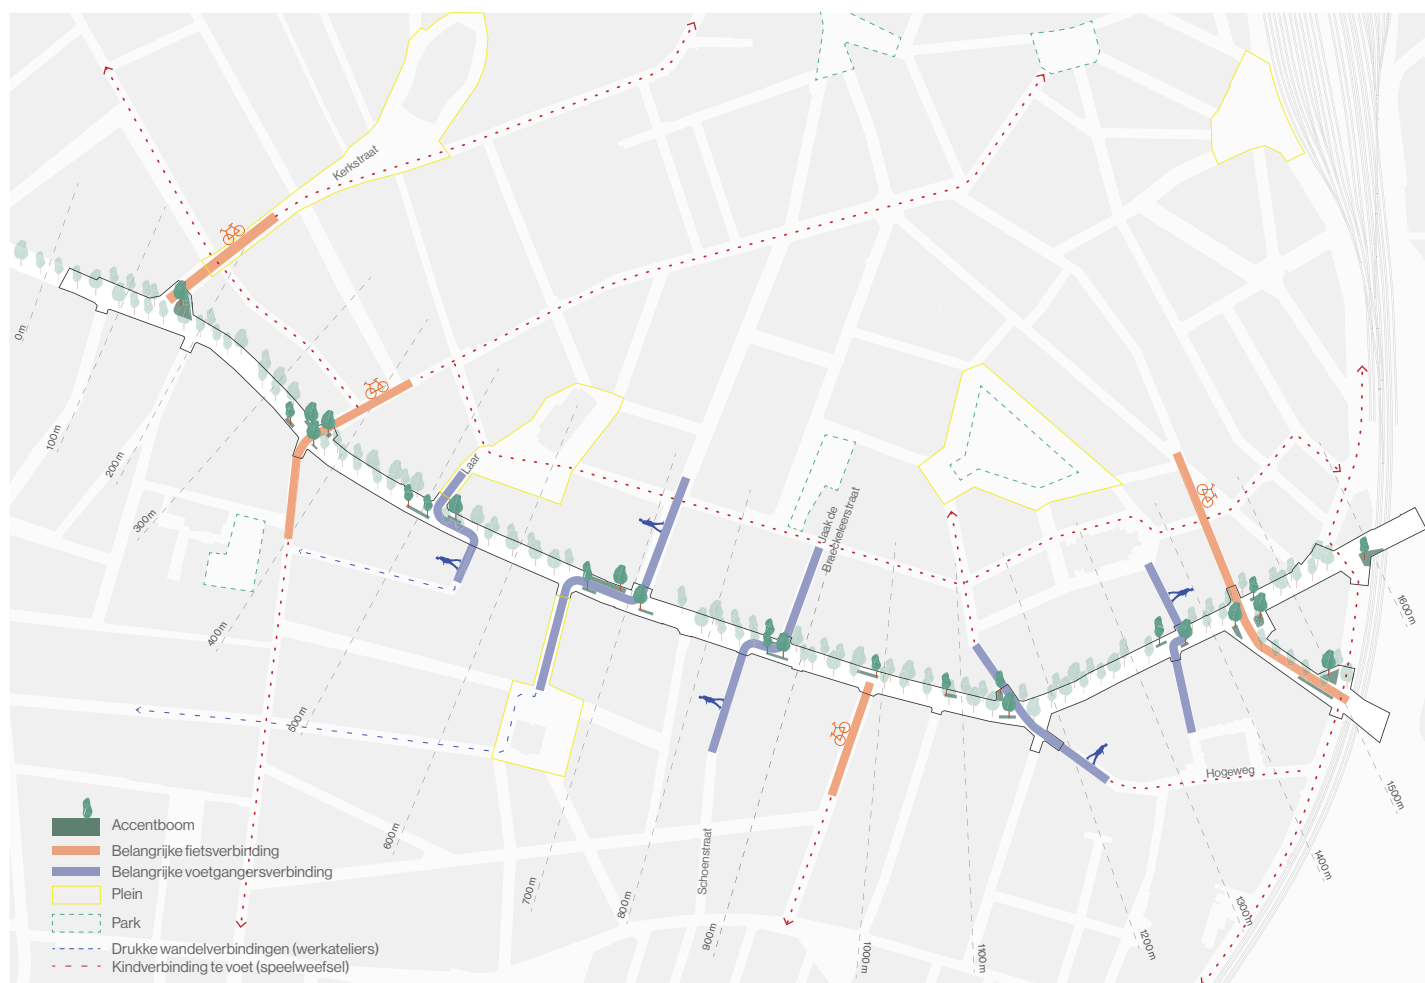 Kerkstraat
0m
100m
200m
300m
400m
500m
600m
700m
800m
900m
1000m
1100m
1200m
1300m
1400m
1500m
1600m
Laar
Jaak de
Braeckeleerstraat
Schoenstraat
Hogeweg
Accentboom
Belangrijke fietsverbinding
Belangrijke voetgangersverbinding
Plein
Park
Drukke wandelverbindingen (werkateliers)
Kindverbinding te voet (speelweefsel)